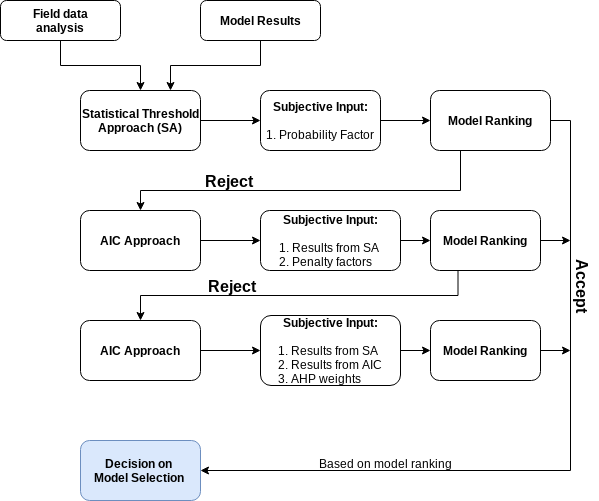 Field data
analysis
Model Results
Statistical Threshold
Approach (SA)
Subjective Input:
1. Probability Factor
Model Ranking
Reject
AIC Approach
Subjective Input:
1. Results from SA
2. Penalty factors
Model Ranking
Accept
Reject
AIC Approach
Subjective Input:
1. Results from SA
2. Results from AIC
3. AHP weights
Model Ranking
Decision on
Model Selection
Based on model ranking